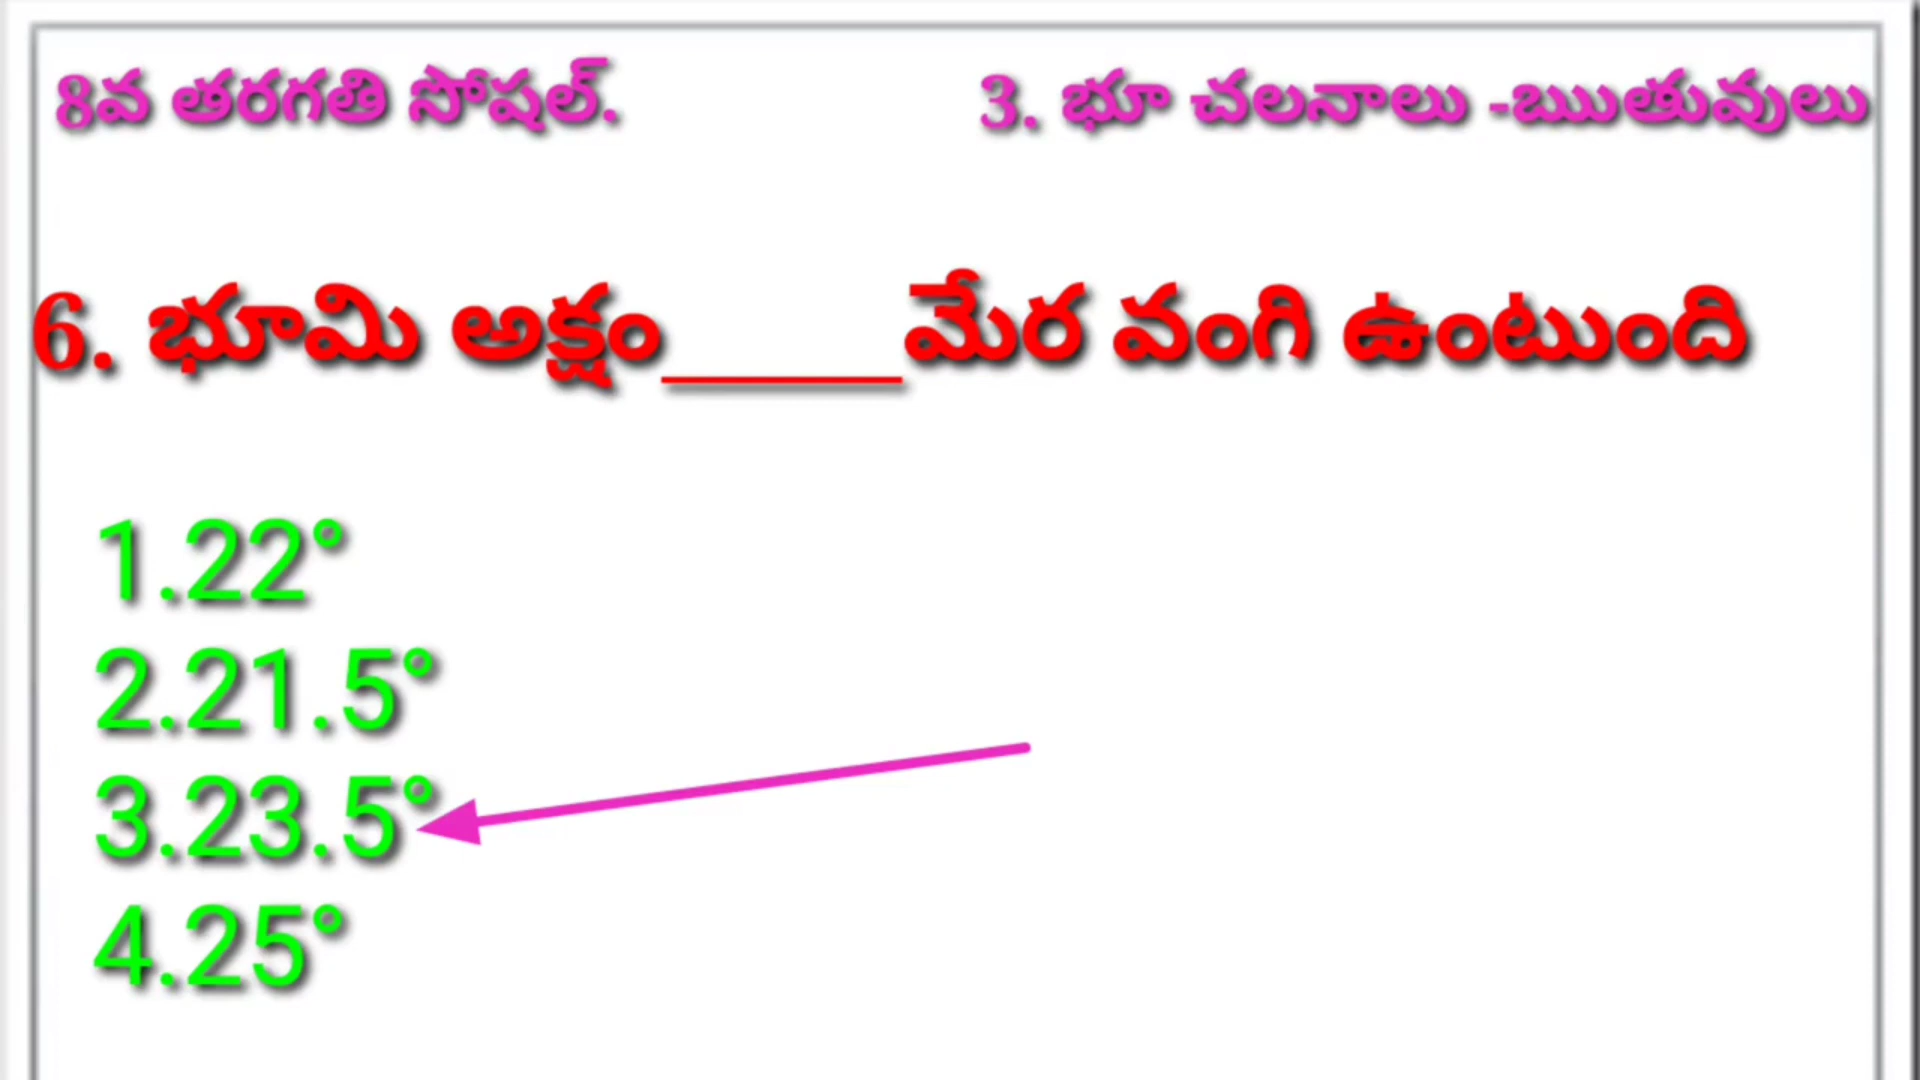 8వ తరగతి సోషల్. 3. భూ చలనాలు -ఋతువులు
6. భూమి అక్షం_____మేర వంగి ఉంటుంది
1.22°
2.21.5°
3.23.5°
4.25°